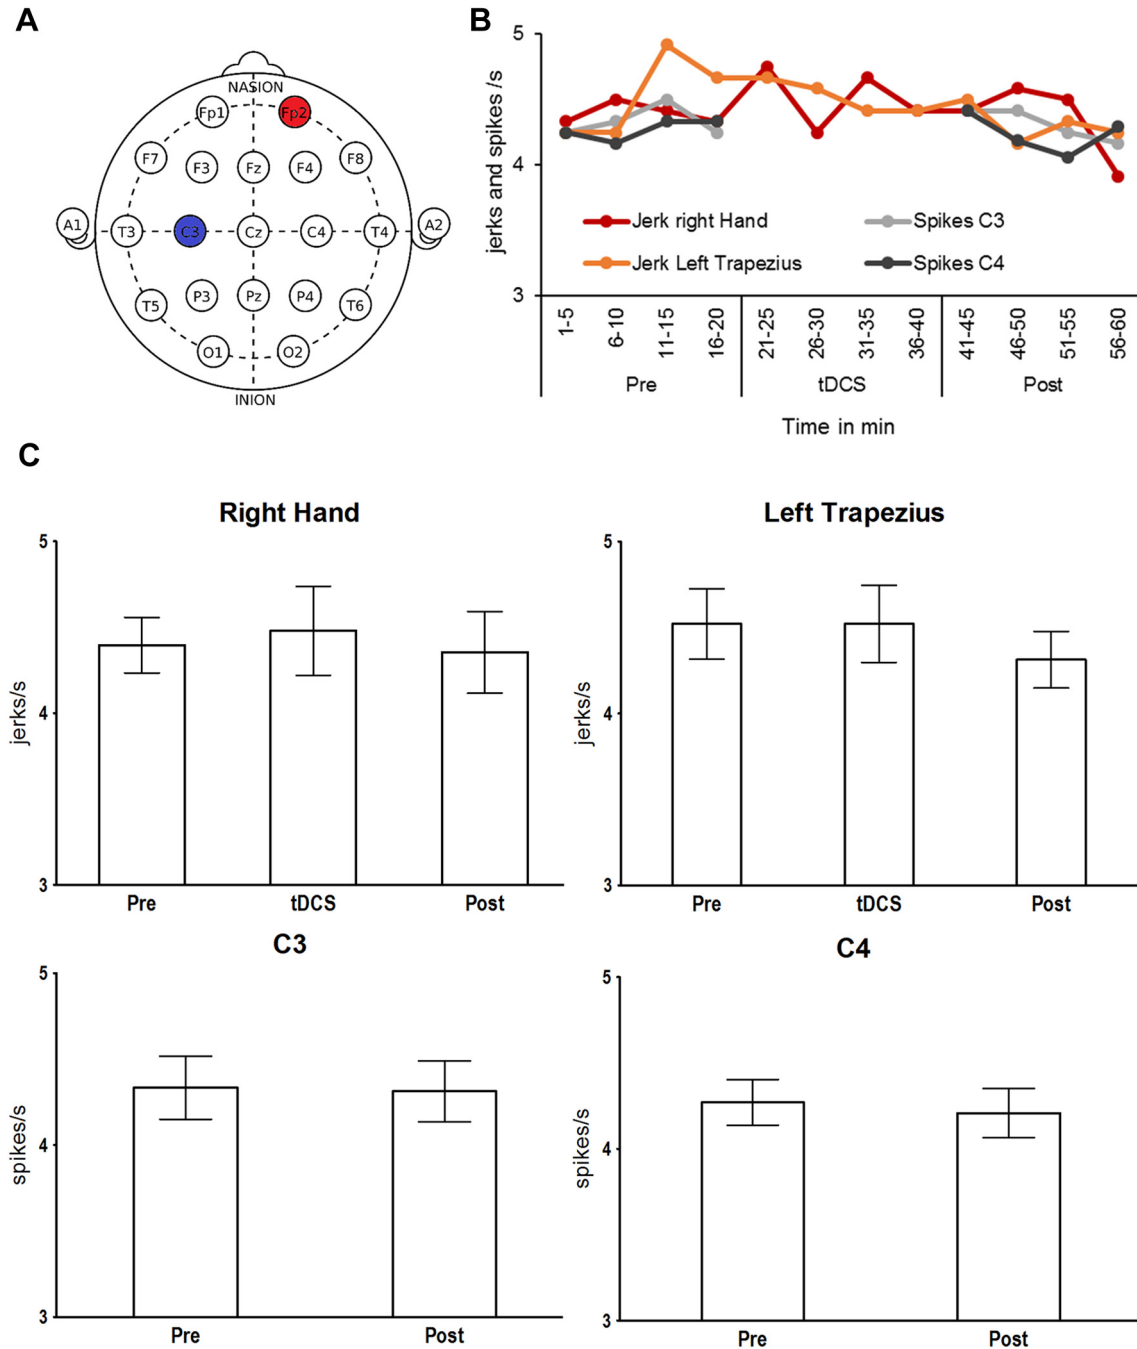 A
NASION
Fp1 Fp2
F7 F3 Fz F4 F8
A1 T3 C3 Cz C4 T4 A2
T5 P3 Pz P4 T6
O1 O2
INION
B
jerks and spikes /s
5
4
3
Jerk right Hand
Spikes C3
Jerk Left Trapezius
Spikes C4
1-5 6-10 11-15 16-20 21-25 26-30 31-35 36-40 41-45 46-50 51-55 56-60
Pre tDCS Post
Time in min
C
Right Hand
jerks/s
5
4
3
Pre tDCS Post
Left Trapezius
jerks/s
5
4
3
Pre tDCS Post
C3
spikes/s
5
4
3
Pre Post
C4
spikes/s
5
4
3
Pre Post